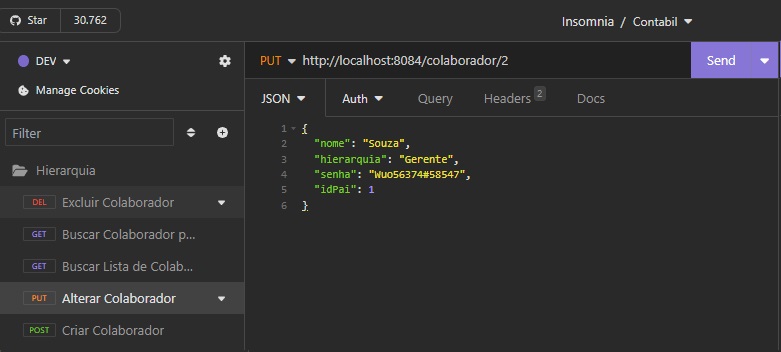 Star 30.762 Insomnia / Contabil
DEV
Manage Cookies
Filter
Hierarquia
DEL Excluir Colaborador
GET Buscar Colaborador p...
GET Buscar Lista de Colab...
PUT Alterar Colaborador
POST Criar Colaborador
PUT http://localhost:8084/colaborador/2 Send
JSON Auth Query Headers 2 Docs
1 {
2 "nome": "Souza",
3 "hierarquia": "Gerente",
4 "senha": "Wuo56374#58547",
5 "idPai": 1
6 }